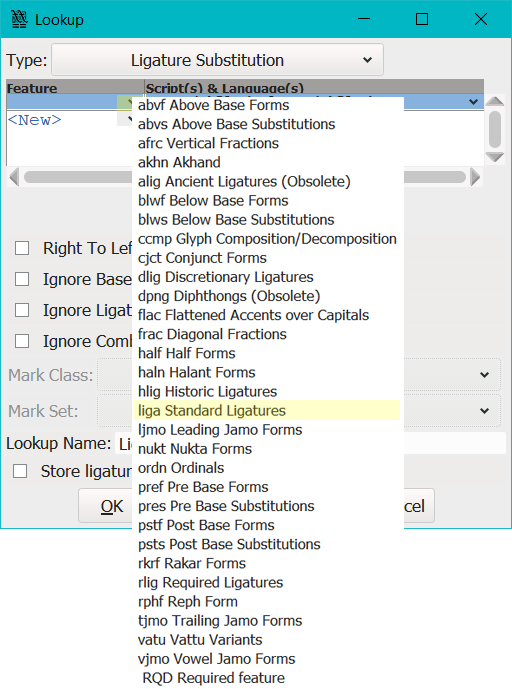 Lookup
Type: Ligature Substitution
Feature Script(s) & Language(s)
<New>
abvf Above Base Forms
abvs Above Base Substitutions
afrc Vertical Fractions
akhn Akhand
alig Ancient Ligatures (Obsolete)
blwf Below Base Forms
blws Below Base Substitutions
ccmp Glyph Composition/Decomposition
cjct Conjunct Forms
dlig Discretionary Ligatures
dpng Diphthongs (Obsolete)
flac Flattened Accents over Capitals
frac Diagonal Fractions
half Half Forms
haln Halant Forms
hlig Historic Ligatures
liga Standard Ligatures
ljmo Leading Jamo Forms
nukt Nukta Forms
ordn Ordinals
pref Pre Base Forms
pres Pre Base Substitutions
pstf Post Base Forms
psts Post Base Substitutions
rkrf Rakar Forms
rlig Required Ligatures
rphf Reph Form
tjmo Trailing Jamo Forms
vatu Vattu Variants
vjmo Vowel Jamo Forms
RQD Required feature
Right To Lef
Ignore Base
Ignore Ligat
Ignore Comb
Mark Class:
Mark Set:
Lookup Name: Li
Store ligatur
OK
cel